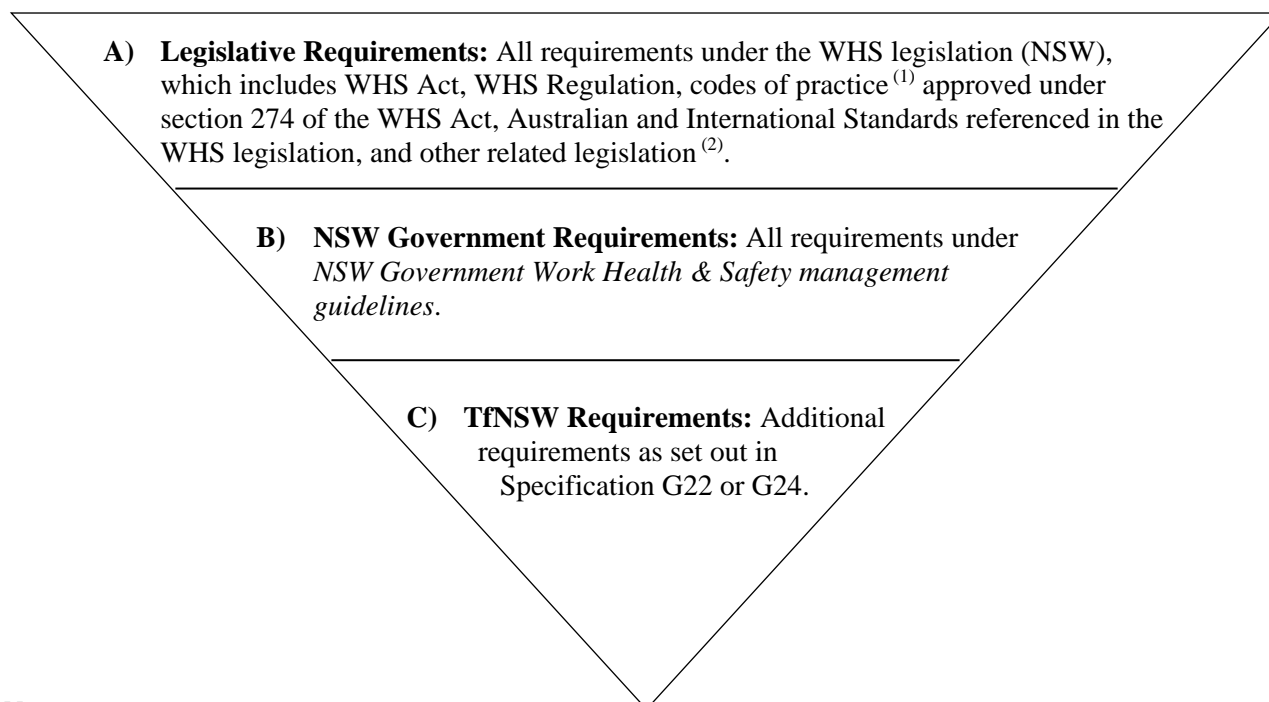 A) Legislative Requirements: All requirements under the WHS legislation (NSW),
which includes WHS Act, WHS Regulation, codes of practice (1) approved under
section 274 of the WHS Act, Australian and International Standards referenced in the
WHS legislation, and other related legislation (2).
B) NSW Government Requirements: All requirements under
NSW Government Work Health & Safety management
guidelines.
C) TfNSW Requirements: Additional
requirements as set out in
Specification G22 or G24.